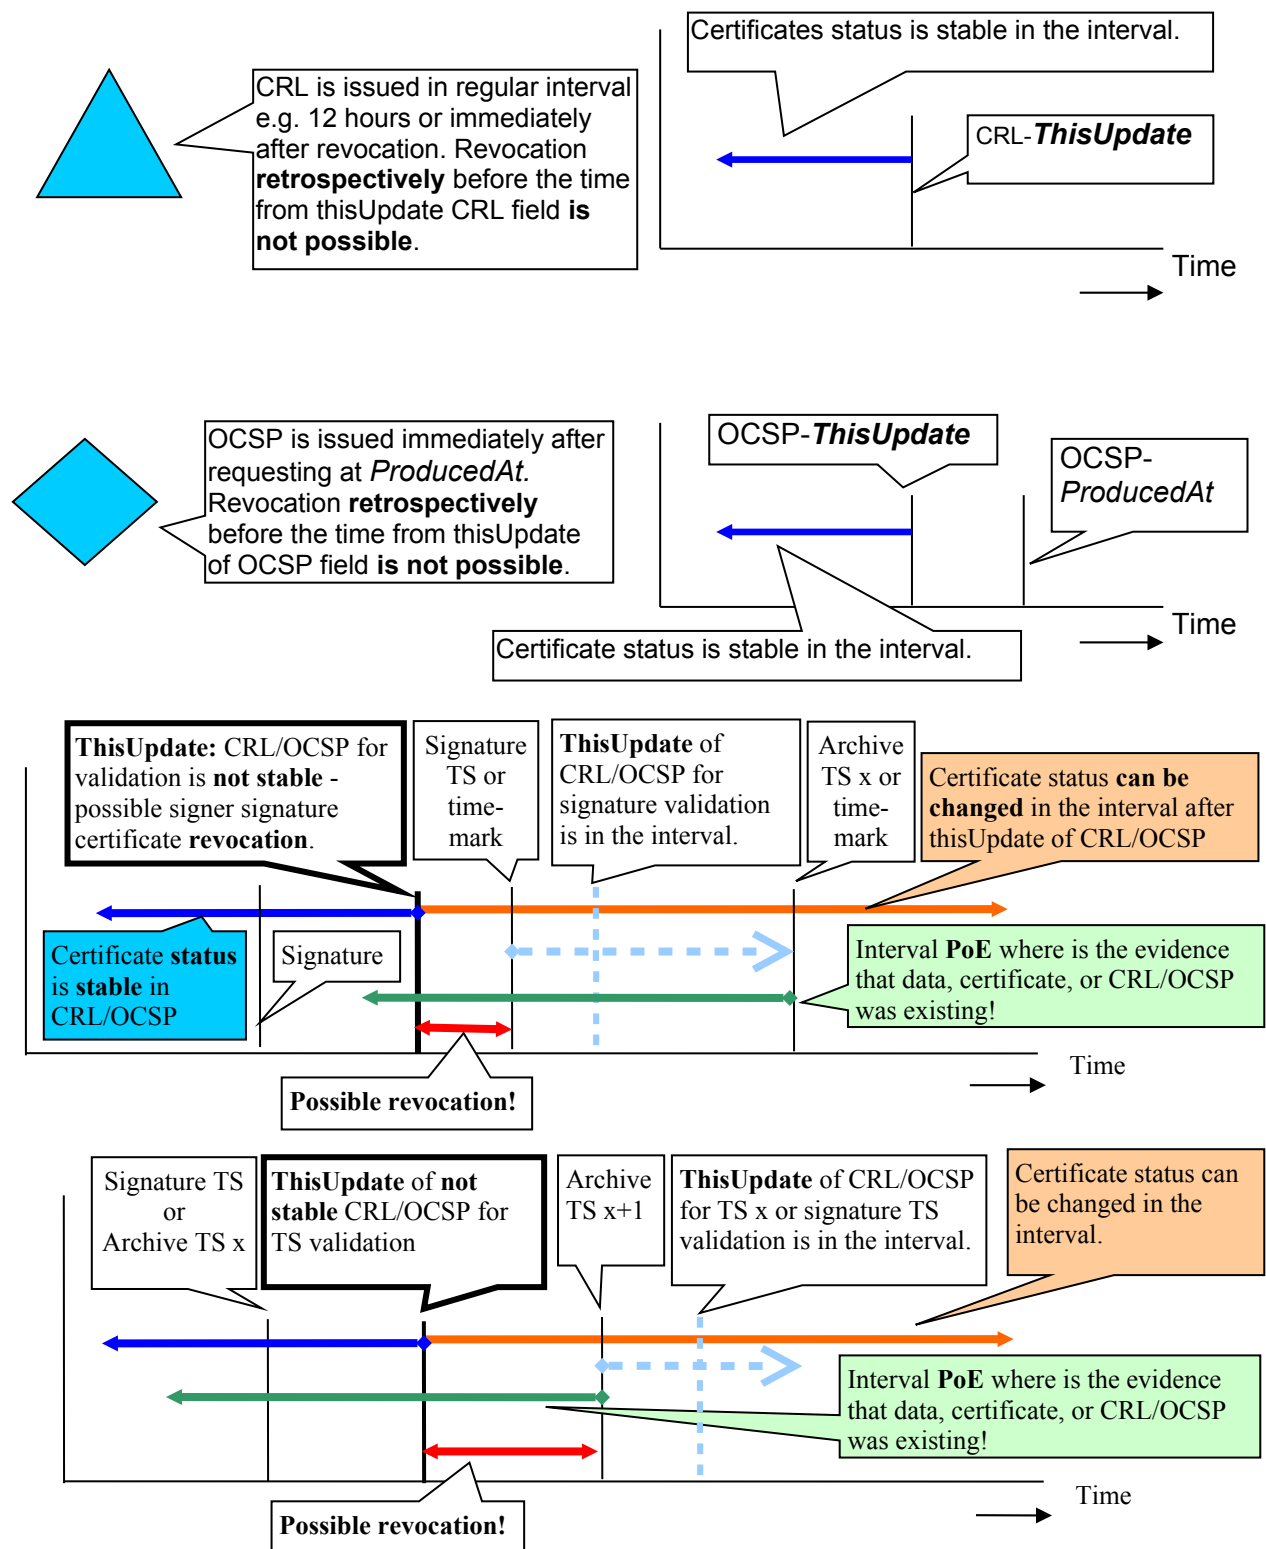 CRL is issued in regular interval
e.g. 12 hours or immediately
after revocation. Revocation
retrospectively before the time
from thisUpdate CRL field is
not possible.
Certificates status is stable in the interval.
CRL-ThisUpdate
Time
OCSP is issued immediately after
requesting at ProducedAt.
Revocation retrospectively
before the time from thisUpdate
of OCSP field is not possible.
OCSP-ThisUpdate
OCSP-
ProducedAt
Time
Certificate status is stable in the interval.
ThisUpdate: CRL/OCSP for
validation is not stable -
possible signer signature
certificate revocation.
Signature
TS or
time-
mark
ThisUpdate of
CRL/OCSP for
signature validation
is in the interval.
Archive
TS x or
time-
mark
Certificate status can be
changed in the interval after
thisUpdate of CRL/OCSP
Certificate status
is stable in
CRL/OCSP
Signature
Interval PoE where is the evidence
that data, certificate, or CRL/OCSP
was existing!
Time
Possible revocation!
Signature TS
or
Archive TS x
ThisUpdate of not
stable CRL/OCSP for
TS validation
Archive
TS x+1
ThisUpdate of CRL/OCSP
for TS x or signature TS
validation is in the interval.
Certificate status can
be changed in the
interval.
Interval PoE where is the evidence
that data, certificate, or CRL/OCSP
was existing!
Time
Possible revocation!